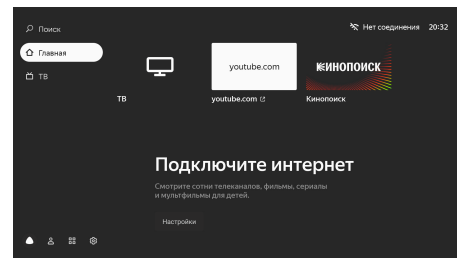 Поиск
Нет соединения 20:32
Главная
ТВ
youtube.com
КИНОПОИСК
ТВ
youtube.com
Кинопоиск
Подключите интернет
Смотрите сотни телеканалов, фильмы, сериалы
и мультфильмы для детей.
Настройки